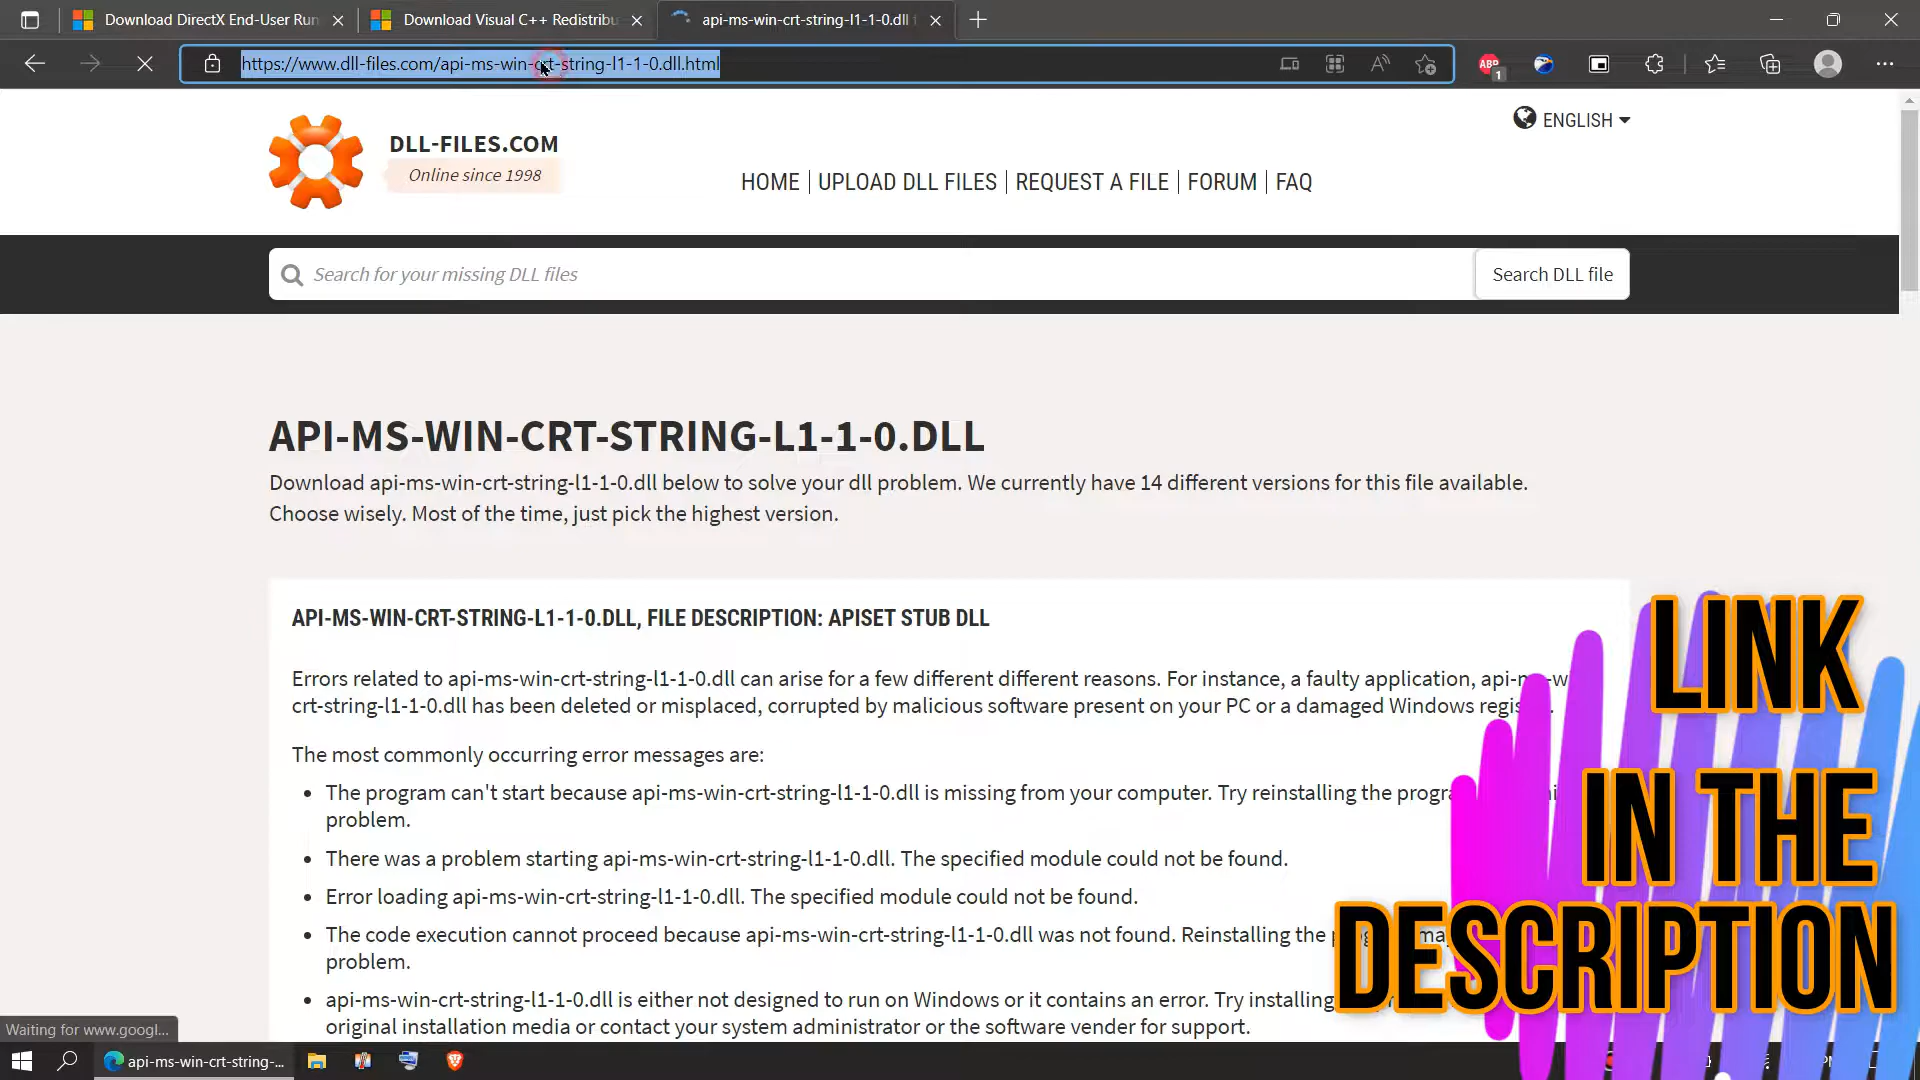 Download DirectX End-User Run
Download Visual C++ Redistribu
api-ms-win-crt-string-l1-1-0.dll
https://www.dll-files.com/api-ms-win-crt-string-l1-1-0.dll.html
ABP
1
DLL-FILES.COM
Online since 1998
ENGLISH
HOME | UPLOAD DLL FILES | REQUEST A FILE | FORUM | FAQ
Search for your missing DLL files
Search DLL file
API-MS-WIN-CRT-STRING-L1-1-0.DLL
Download api-ms-win-crt-string-l1-1-0.dll below to solve your dll problem. We currently have 14 different versions for this file available.
Choose wisely. Most of the time, just pick the highest version.
API-MS-WIN-CRT-STRING-L1-1-0.DLL, FILE DESCRIPTION: APISET STUB DLL
Errors related to api-ms-win-crt-string-l1-1-0.dll can arise for a few different different reasons. For instance, a faulty application,
crt-string-l1-1-0.dll has been deleted or misplaced, corrupted by malicious software present on your PC or a damaged Windows
The most commonly occurring error messages are:
• The program can't start because api-ms-win-crt-string-l1-1-0.dll is missing from your computer. Try reinstalling the
problem.
• There was a problem starting api-ms-win-crt-string-l1-1-0.dll. The specified module could not be found.
• Error loading api-ms-win-crt-string-l1-1-0.dll. The specified module could not be found.
• The code execution cannot proceed because api-ms-win-crt-string-l1-1-0.dll was not found. Reinstalling the
problem.
• api-ms-win-crt-string-l1-1-0.dll is either not designed to run on Windows or it contains an error. Try installing
original installation media or contact your system administrator or the software vender for support.
LINK
IN THE
DESCRIPTION
Waiting for www.googl...
api-ms-win-crt-string-...